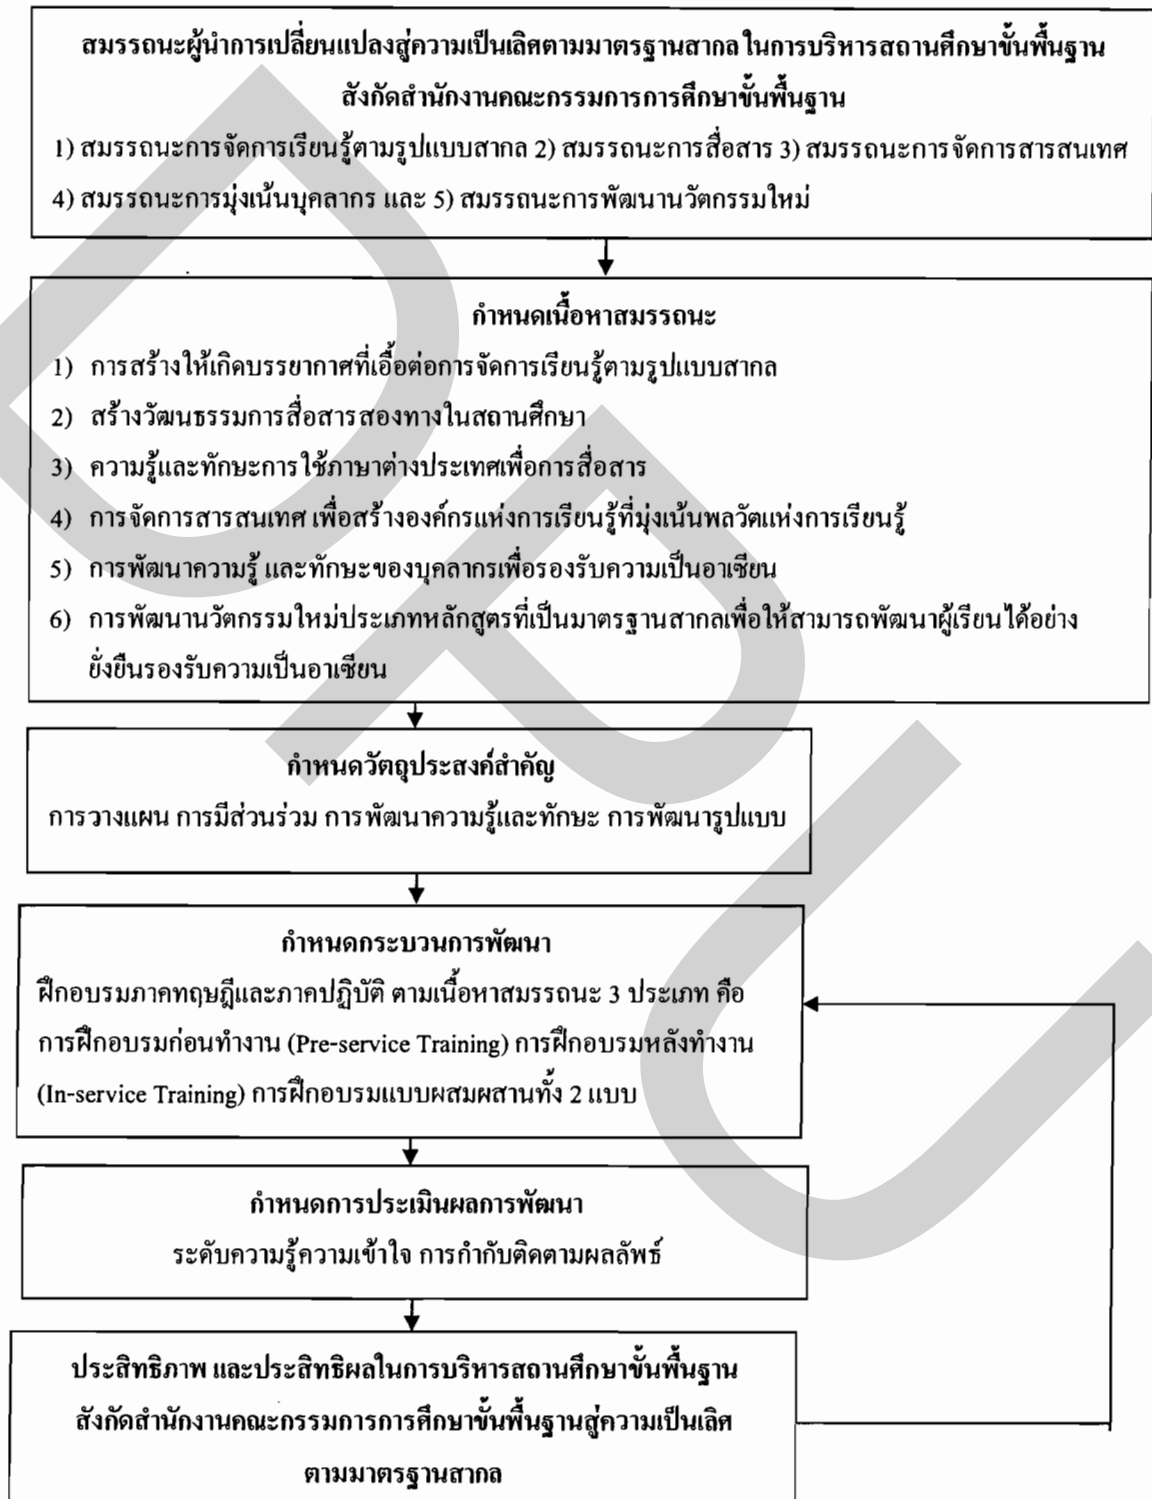 สมรรถนะผู้นำการเปลี่ยนแปลงสู่ความเป็นเลิศตามมาตรฐานสากล ในการบริหารสถานศึกษาขั้นพื้นฐาน
สังกัดสำนักงานคณะกรรมการการศึกษาขั้นพื้นฐาน
1) สมรรถนะการจัดการเรียนรู้ตามรูปแบบสากล 2) สมรรถนะการสื่อสาร 3) สมรรถนะการจัดการสารสนเทศ
4) สมรรถนะการมุ่งเน้นบุคลากร และ 5) สมรรถนะการพัฒนานวัตกรรมใหม่
กำหนดเนื้อหาสมรรถนะ
1) การสร้างให้เกิดบรรยากาศที่เอื้อต่อการจัดการเรียนรู้ตามรูปแบบสากล
2) สร้างวัฒนธรรมการสื่อสารสองทางในสถานศึกษา
3) ความรู้และทักษะการใช้ภาษาต่างประเทศเพื่อการสื่อสาร
4) การจัดการสารสนเทศ เพื่อสร้างองค์กรแห่งการเรียนรู้ที่มุ่งเน้นพลวัตแห่งการเรียนรู้
5) การพัฒนาความรู้ และทักษะของบุคลากรเพื่อรองรับความเป็นอาเซียน
6) การพัฒนานวัตกรรมใหม่ประเภทหลักสูตรที่เป็นมาตรฐานสากลเพื่อให้สามารถพัฒนาผู้เรียนได้อย่าง
ยั่งยืนรองรับความเป็นอาเซียน
กำหนดวัตถุประสงค์สำคัญ
การวางแผน การมีส่วนร่วม การพัฒนาความรู้และทักษะ การพัฒนารูปแบบ
กำหนดกระบวนการพัฒนา
ฝึกอบรมภาคทฤษฎีและภาคปฏิบัติ ตามเนื้อหาสมรรถนะ 3 ประเภท คือ
การฝึกอบรมก่อนทำงาน (Pre-service Training) การฝึกอบรมหลังทำงาน
(In-service Training) การฝึกอบรมแบบผสมผสานทั้ง 2 แบบ
กำหนดการประเมินผลการพัฒนา
ระดับความรู้ความเข้าใจ การกำกับติดตามผลลัพธ์
ประสิทธิภาพ และประสิทธิผลในการบริหารสถานศึกษาขั้นพื้นฐาน
สังกัดสำนักงานคณะกรรมการการศึกษาขั้นพื้นฐานสู่ความเป็นเลิศ
ตามมาตรฐานสากล
DPU